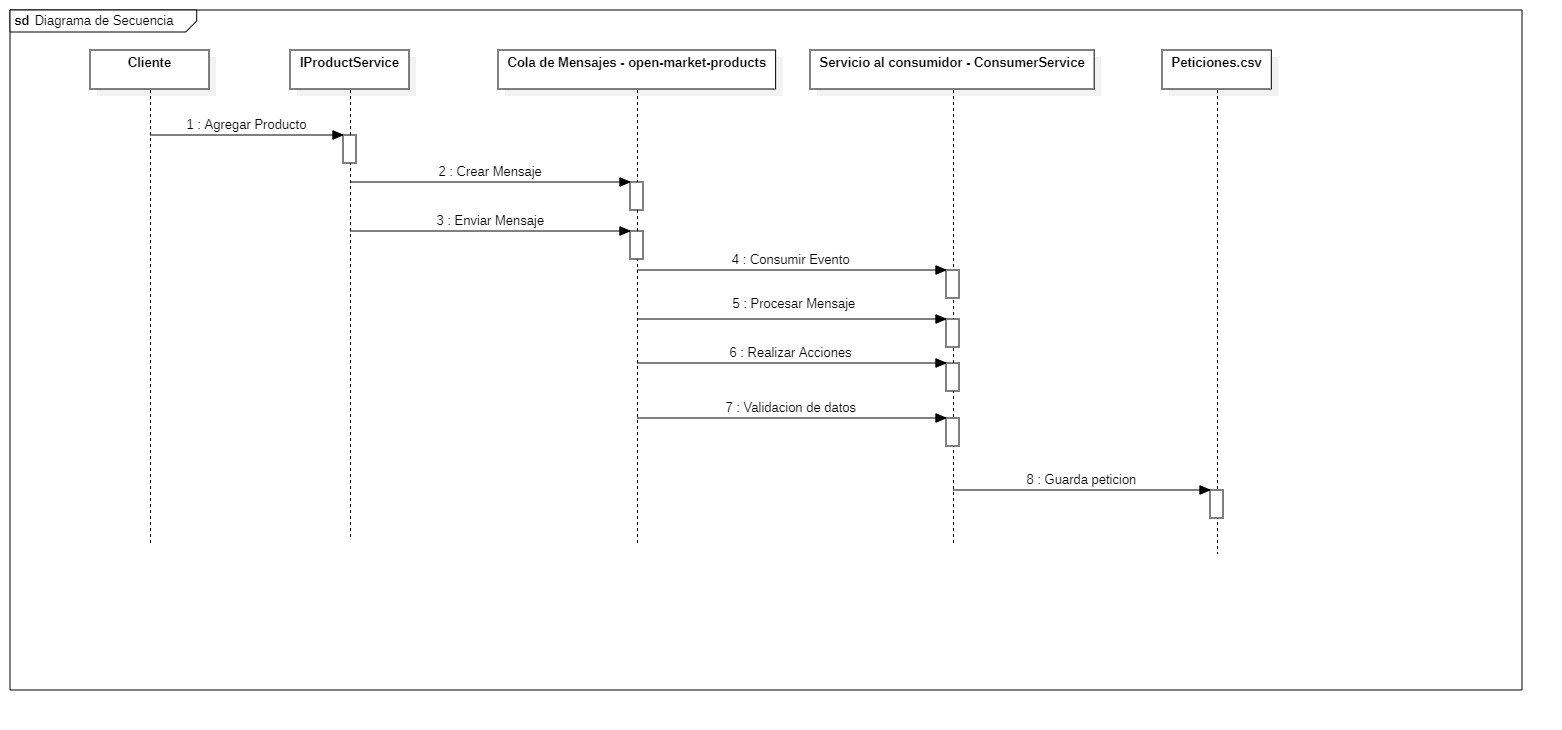 sd Diagrama de Secuencia
Cliente
IProductService
Cola de Mensajes - open-market-products
Servicio al consumidor - ConsumerService
Peticiones.csv
1 : Agregar Producto
2 : Crear Mensaje
3 : Enviar Mensaje
4 : Consumir Evento
5 : Procesar Mensaje
6 : Realizar Acciones
7 : Validacion de datos
8 : Guarda peticion